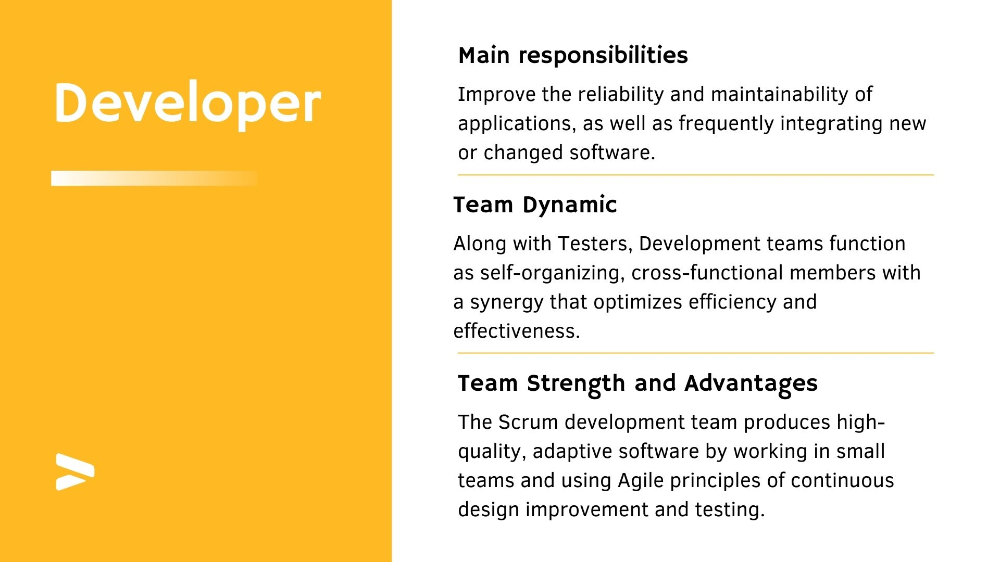 Developer
Main responsibilities
Improve the reliability and maintainability of
applications, as well as frequently integrating new
or changed software.
Team Dynamic
Along with Testers, Development teams function
as self-organizing, cross-functional members with
a synergy that optimizes efficiency and
effectiveness.
Team Strength and Advantages
The Scrum development team produces high-
quality, adaptive software by working in small
teams and using Agile principles of continuous
design improvement and testing.